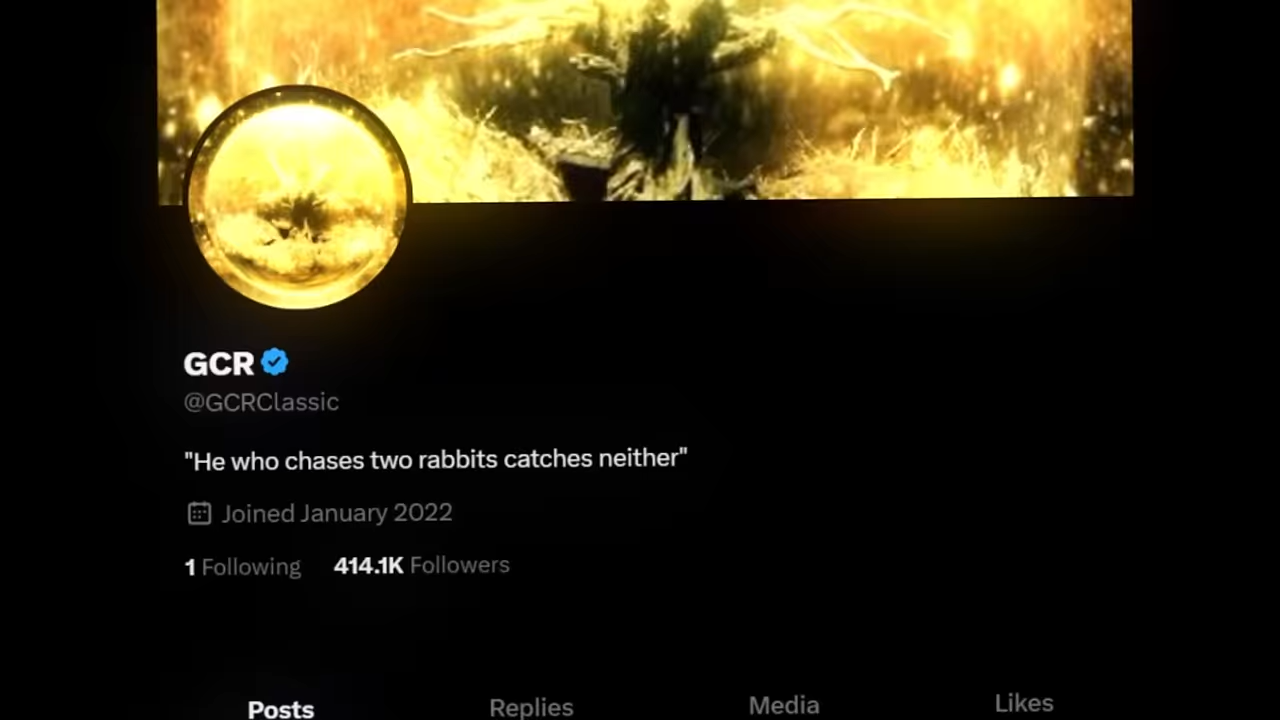 GCR
@GCRClassic
"He who chases two rabbits catches neither"
Joined January 2022
1 Following 414.1K Followers
Posts Replies Media Likes